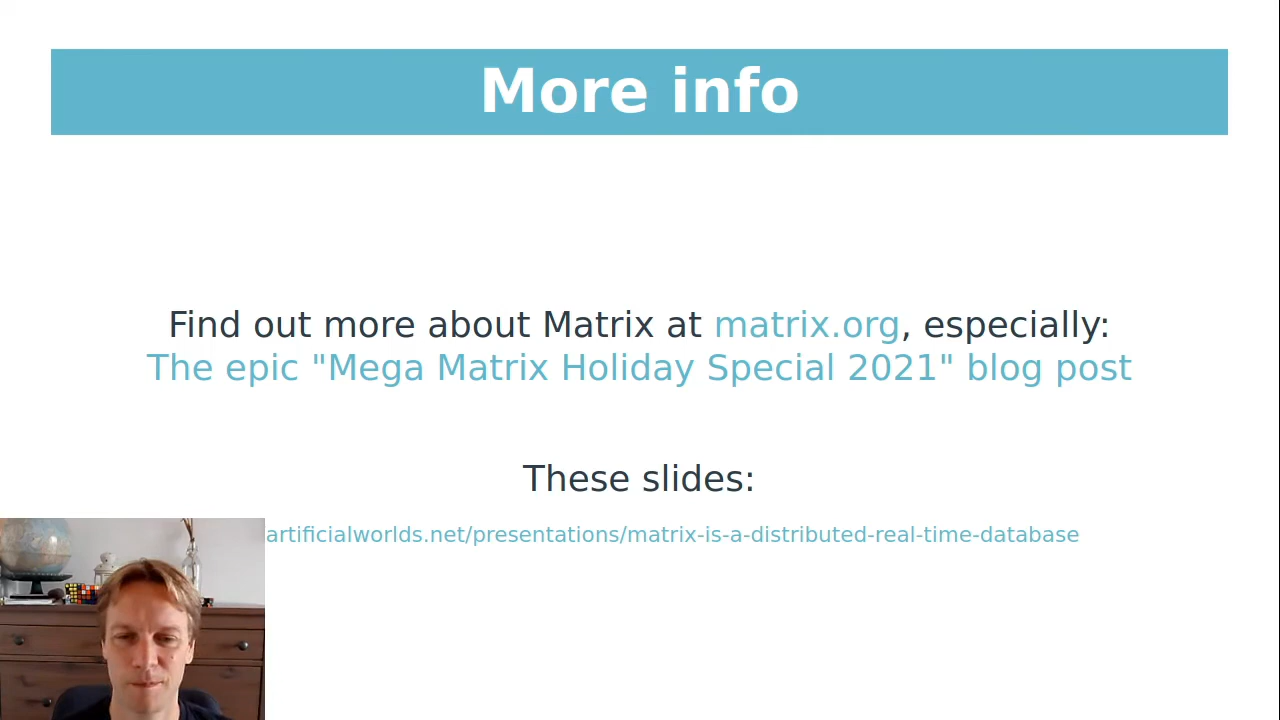 More info
Find out more about Matrix at matrix.org, especially:
The epic "Mega Matrix Holiday Special 2021" blog post
These slides:
artificialworlds.net/presentations/matrix-is-a-distributed-real-time-database